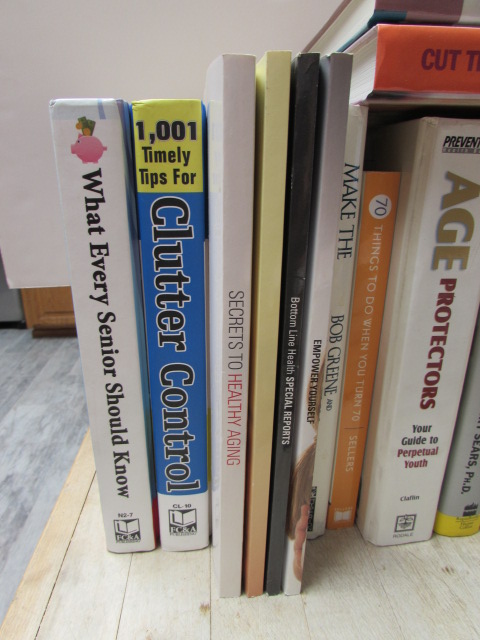 What Every Senior Should Know
N2-7
FC&A
1,001
Timely
Tips For
Clutter Control
CL-10
FC&A
SECRETS TO HEALTHY AGING
Bottom Line Health SPECIAL REPORTS
EMPOWER YOURSELF
MAKE THE
BOB GREENE AND
70
THINGS TO DO WHEN YOU TURN 70
SELLERS
CUT T
PREVENT
AGE PROTECTORS
Your
Guide to
Perpetual
Youth
Claflin
RODALE
SEARS, PH.D.